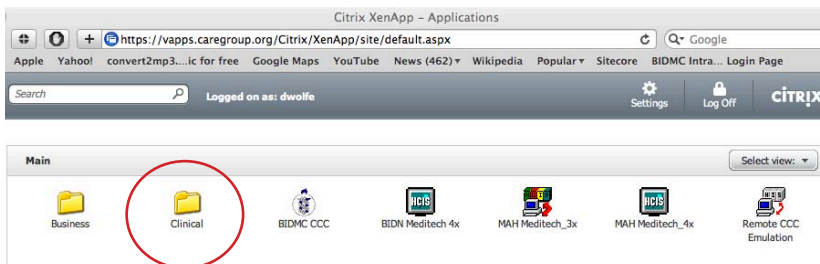 Citrix XenApp – Applications
https://vapps.caregroup.org/Citrix/XenApp/site/default.aspx
Google
Apple Yahoo! convert2mp3....ic for free Google Maps YouTube News (462) Wikipedia Popular Sitecore BIDMC Intra... Login Page
Search
Logged on as: dwolfe
Settings
Log Off
CITRIX
Main
Select view:
Business
Clinical
BIDMC CCC
HCIS
BIDN Meditech 4x
HCIS
MAH Meditech_3x
HCIS
MAH Meditech_4x
HCIS
Remote CCC
Emulation